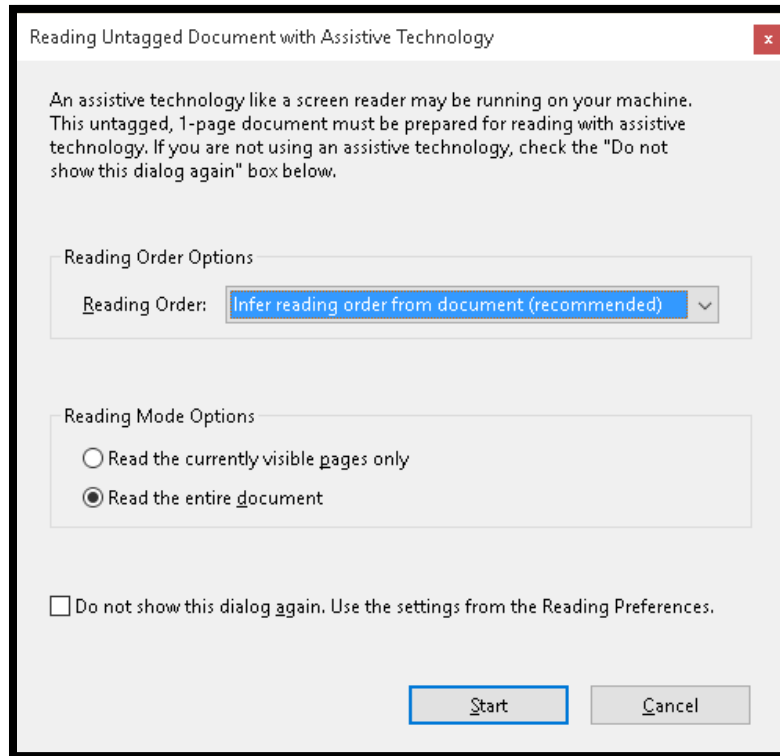 Reading Untagged Document with Assistive Technology
x
An assistive technology like a screen reader may be running on your machine.
This untagged, 1-page document must be prepared for reading with assistive
technology. If you are not using an assistive technology, check the "Do not
show this dialog again" box below.
Reading Order Options
Reading Order: Infer reading order from document (recommended)
Reading Mode Options
Read the currently visible pages only
Read the entire document
Do not show this dialog again. Use the settings from the Reading Preferences.
Start Cancel